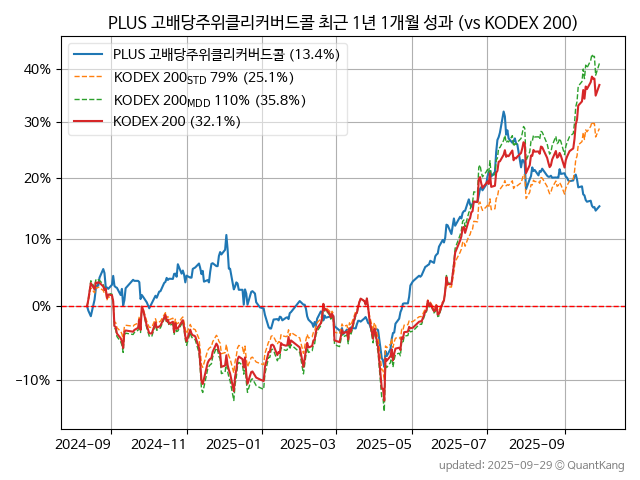 PLUS 고배당주위클리커버드콜 최근 1년 1개월 성과 (vs KODEX 200)
PLUS 고배당주위클리커버드콜 (13.4%)
KODEX 200STD 79% (25.1%)
KODEX 200MDD 110% (35.8%)
KODEX 200 (32.1%)
40%
30%
20%
10%
0%
−10%
2024-09 2024-11 2025-01 2025-03 2025-05 2025-07 2025-09
updated: 2025-09-29 © QuantKang